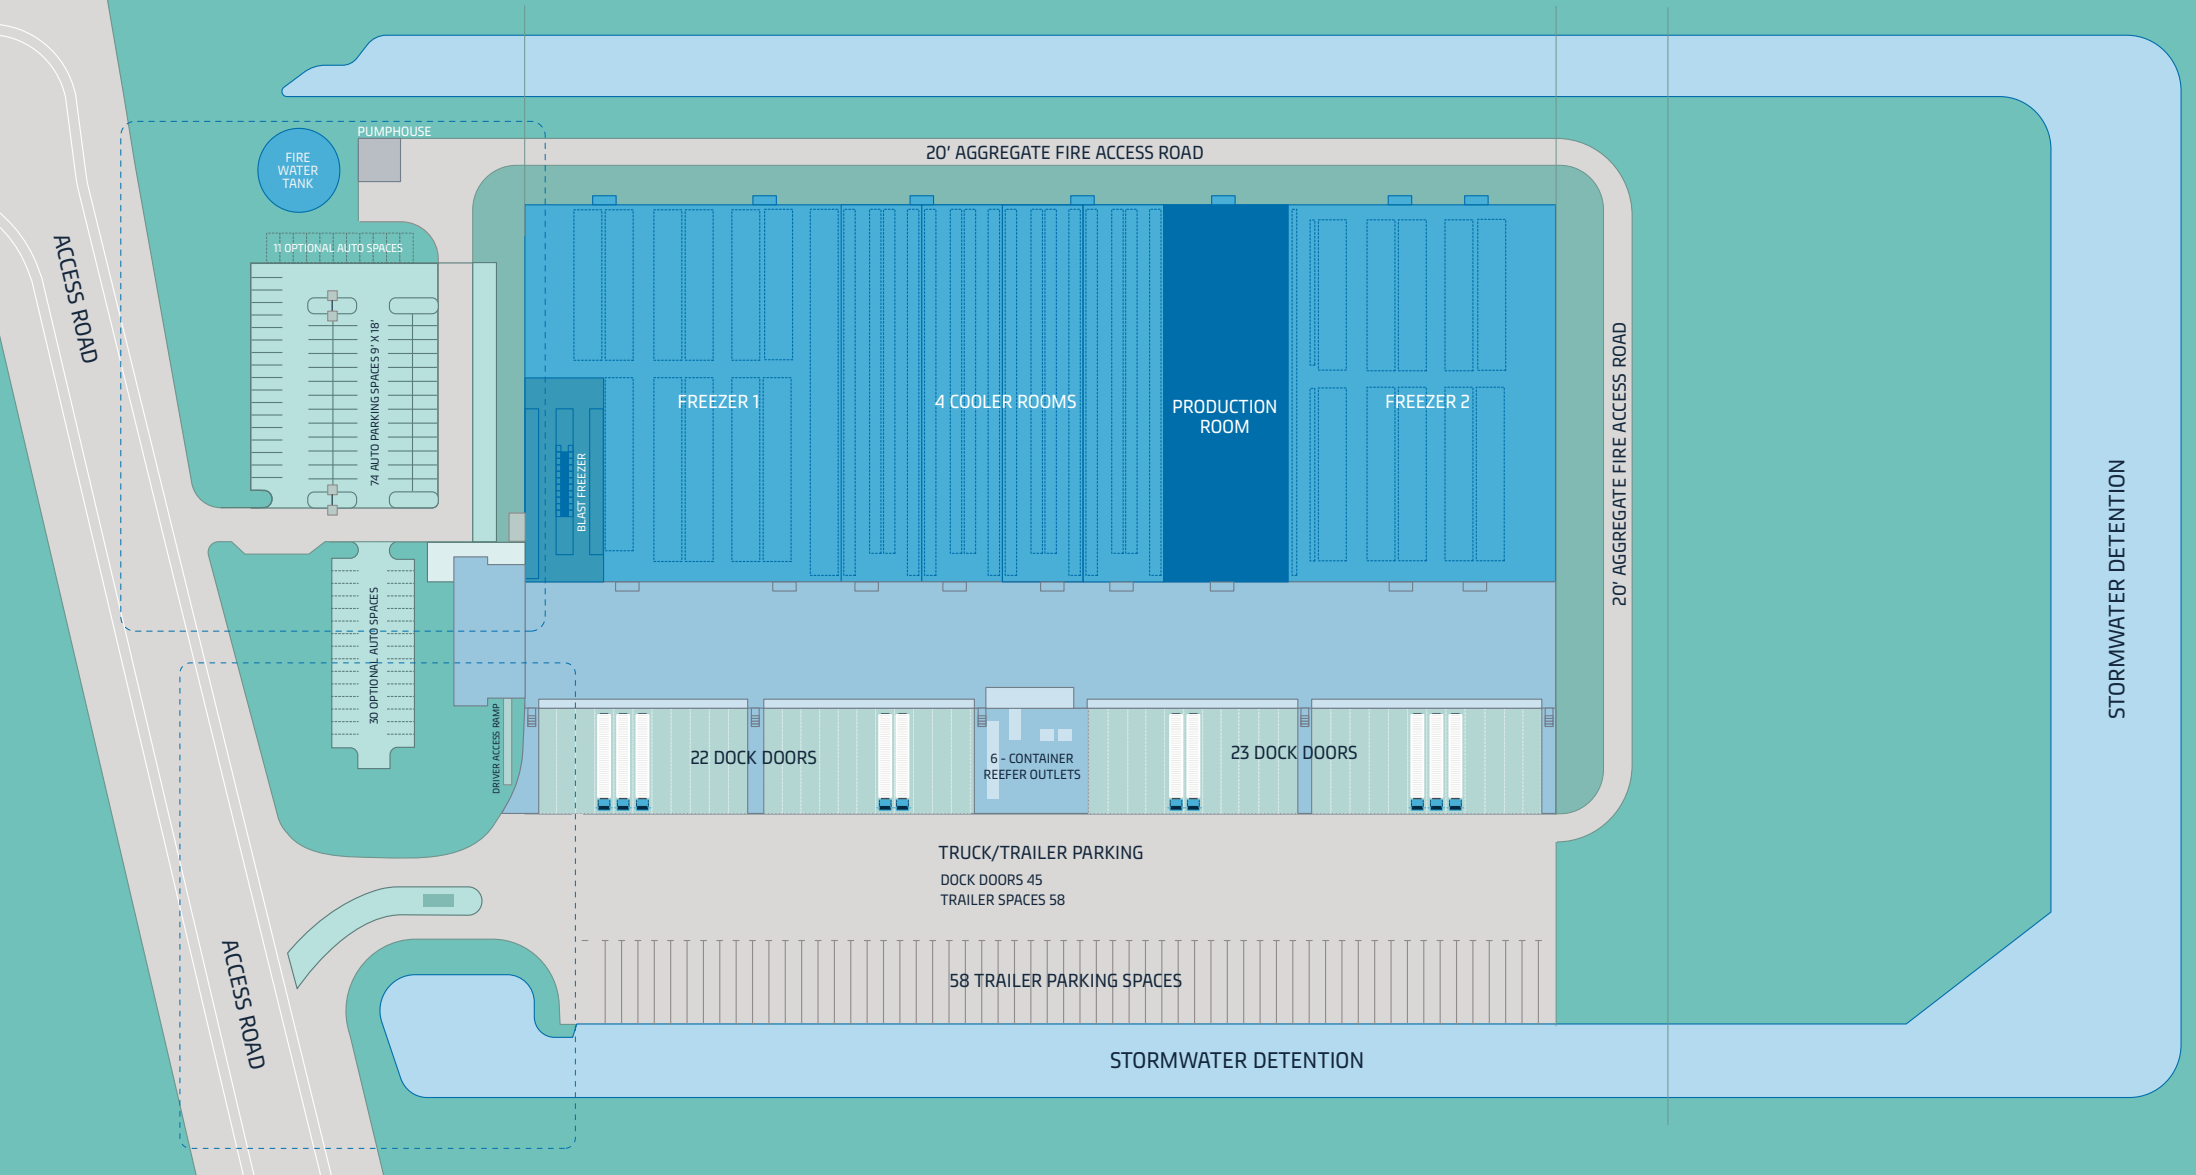 PUMPHOUSE
FIRE
WATER
TANK
20' AGGREGATE FIRE ACCESS ROAD
11 OPTIONAL AUTO SPACES
ACCESS ROAD
74 AUTO PARKING SPACES 9' X 18'
FREEZER 1
4 COOLER ROOMS
PRODUCTION
ROOM
FREEZER 2
BLAST FREEZER
20' AGGREGATE FIRE ACCESS ROAD
STORMWATER DETENTION
30 OPTIONAL AUTO SPACES
DRIVER ACCESS RAMP
22 DOCK DOORS
6 - CONTAINER
REEFER OUTLETS
23 DOCK DOORS
TRUCK/TRAILER PARKING
DOCK DOORS 45
TRAILER SPACES 58
58 TRAILER PARKING SPACES
ACCESS ROAD
STORMWATER DETENTION